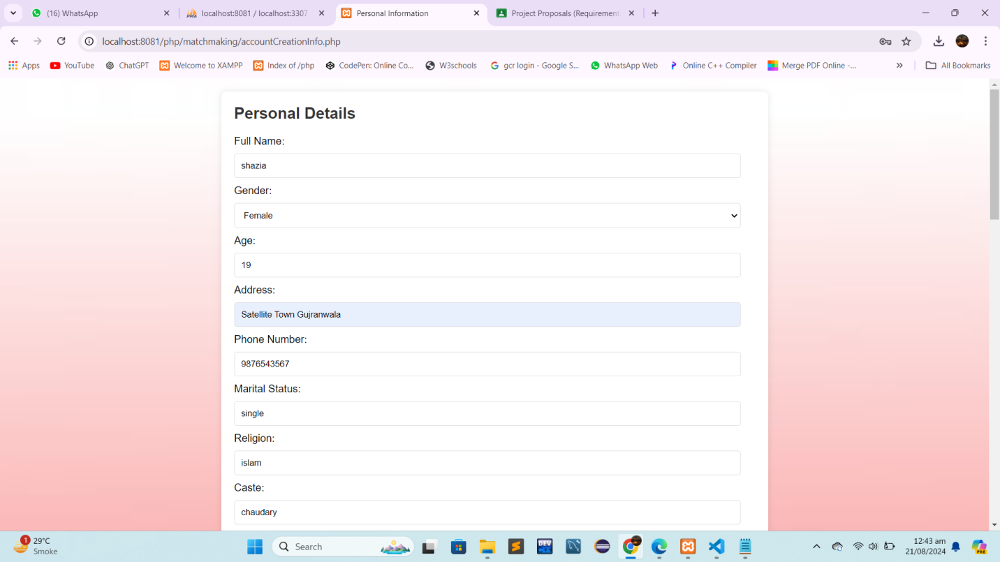 (16) WhatsApp
localhost:8081 / localhost:3307
Personal Information
Project Proposals (Requirement
localhost:8081/php/matchmaking/accountCreationInfo.php
Apps YouTube ChatGPT Welcome to XAMPP Index of /php CodePen: Online Co... W3schools gcr login - Google S... WhatsApp Web Online C++ Compiler Merge PDF Online -... » All Bookmarks
Personal Details
Full Name:
shazia
Gender:
Female
Age:
19
Address:
Satellite Town Gujranwala
Phone Number:
9876543567
Marital Status:
single
Religion:
islam
Caste:
chaudary
1
29°C
Smoke
Search
DEV
12:43 am
21/08/2024
PRE